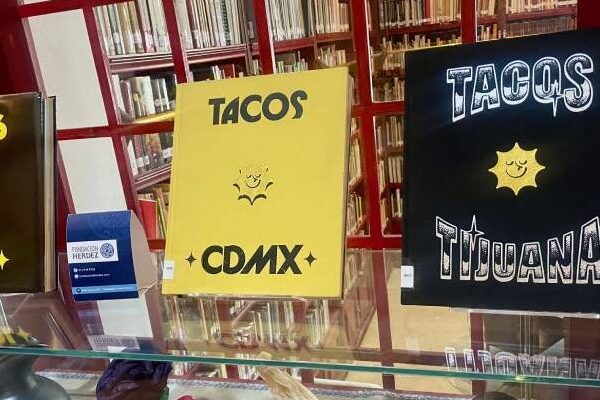 TACOS
CDMX
TACOS
TIJUANA
FUNDACIÓN
HERDEZ
S